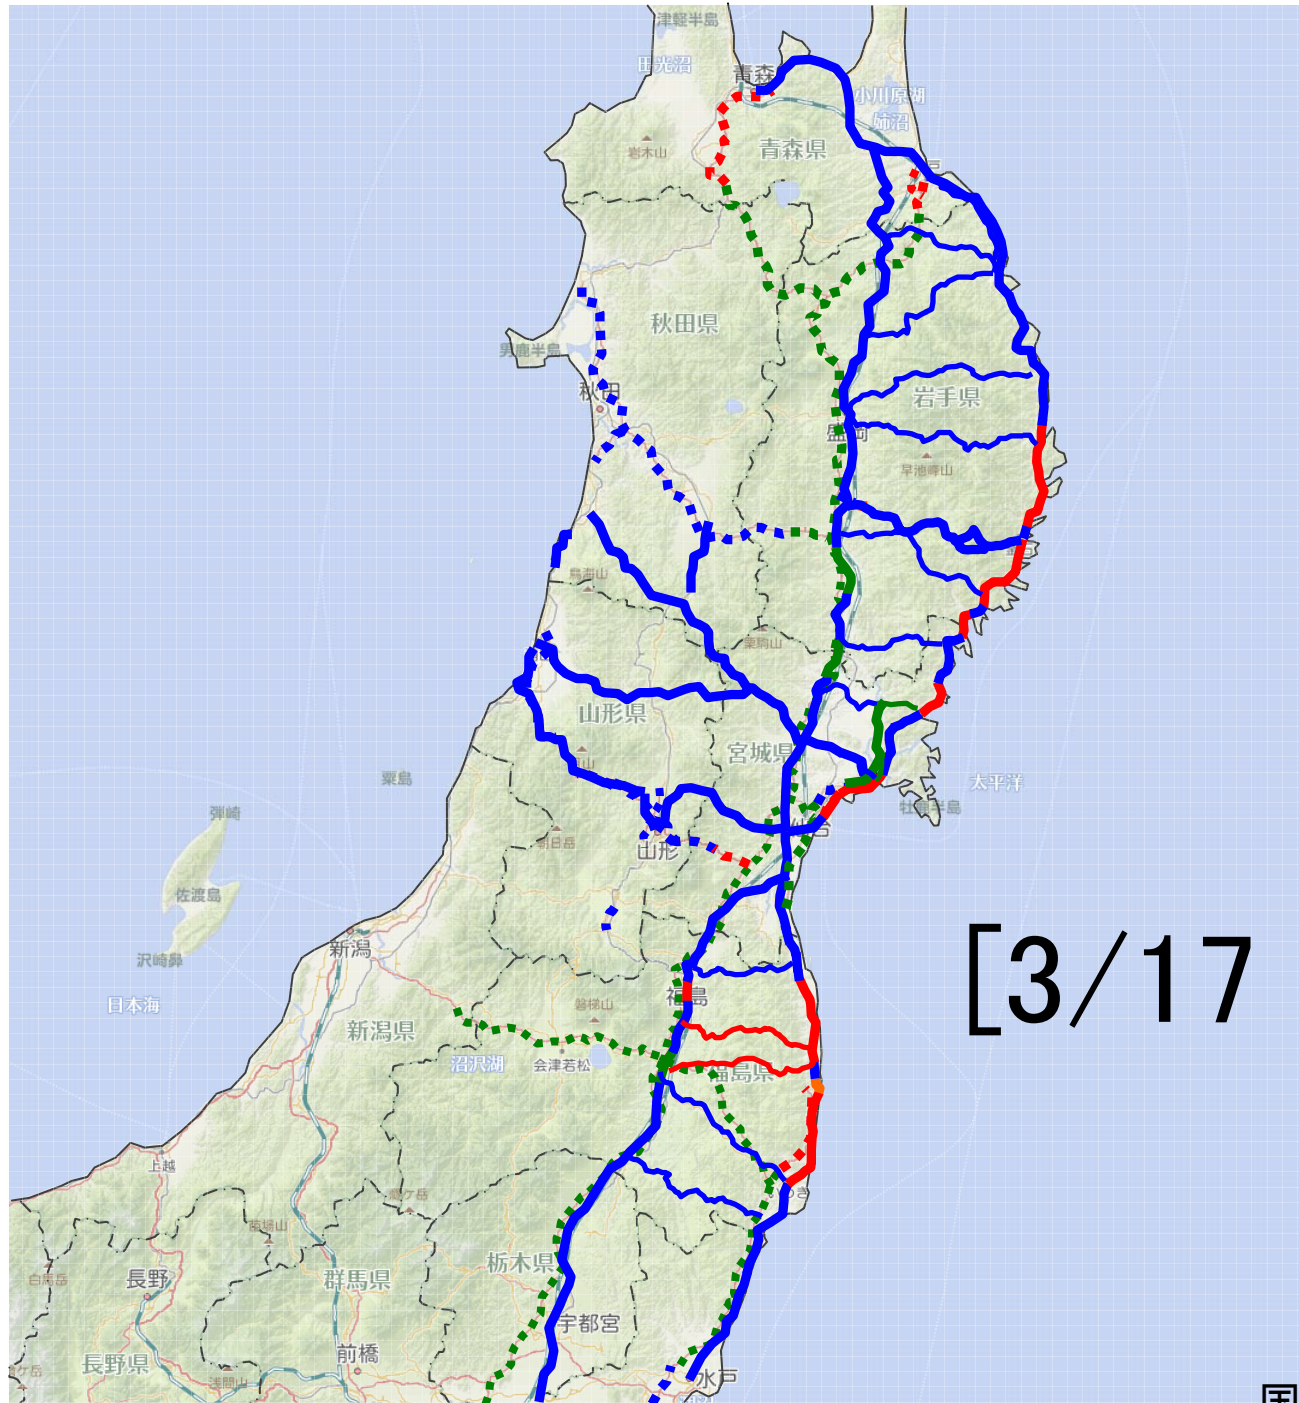 津軽半島
田光沼
青森
小川原湖
姉沼
青森県
岩木山
戸
秋田県
男鹿半島
秋田
岩手県
盛岡
早池峰山
鳥海山
栗駒山
山形県
宮城県
粟島
太平洋
弾崎
牡鹿半島
仙台
朝日岳
山形
佐渡島
[3/17
新潟
沢崎鼻
福島
日本海
磐梯山
新潟県
沼沢湖
会津若松
福島県
上越
いわき
苗場山
栃木県
白馬岳
長野
群馬県
宇都宮
前橋
長野県
浅間山
水戸
国